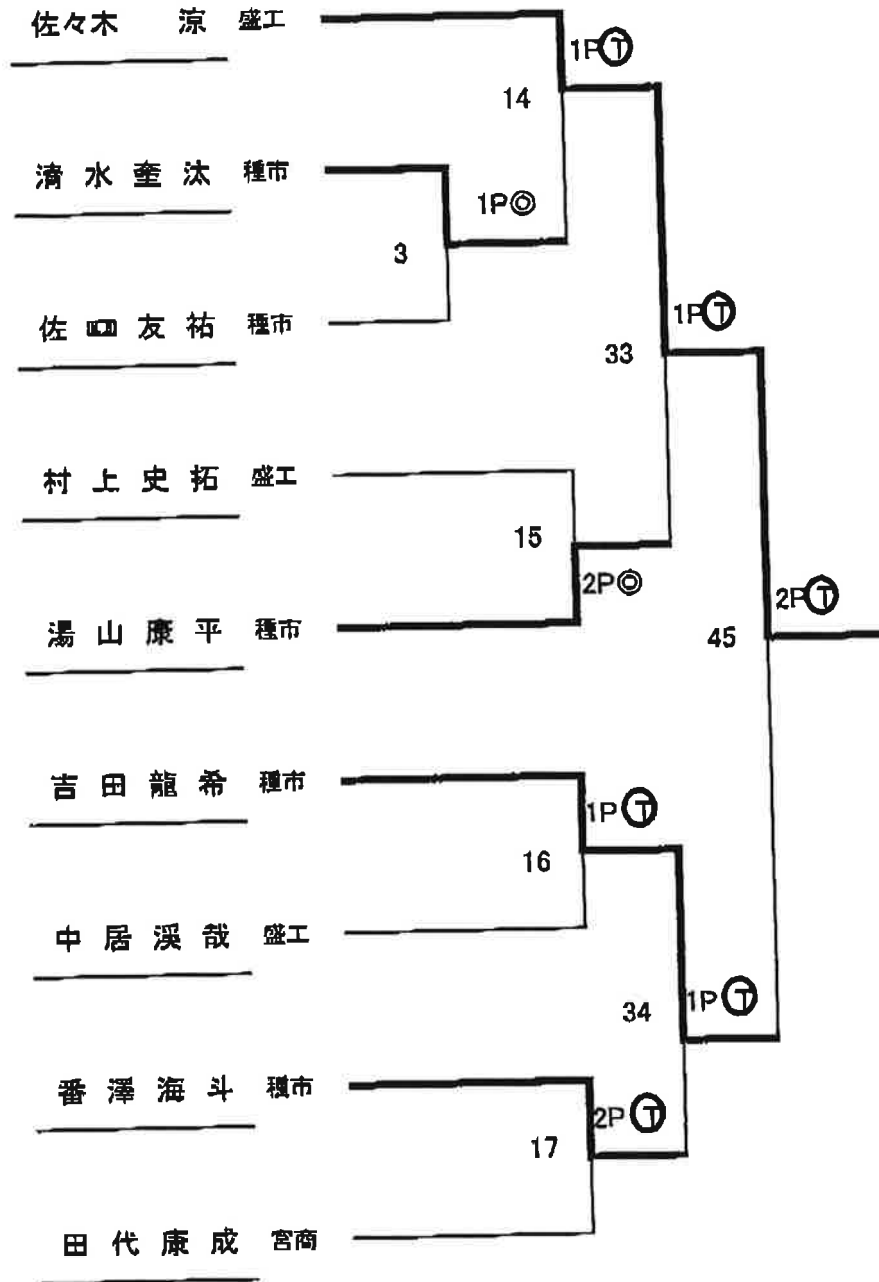 佐々木 涼 盛工
1P Ⓣ
14
清水奎汰 種市
1P◎
3
佐 友祐 種市
1P Ⓣ
33
村上史拓 盛工
15
2P◎
2P Ⓣ
湯山康平 種市
45
吉田龍希 種市
1P Ⓣ
16
中居渓哉 盛工
1P Ⓣ
34
番澤海斗 種市
2P Ⓣ
17
田代康成 宮商